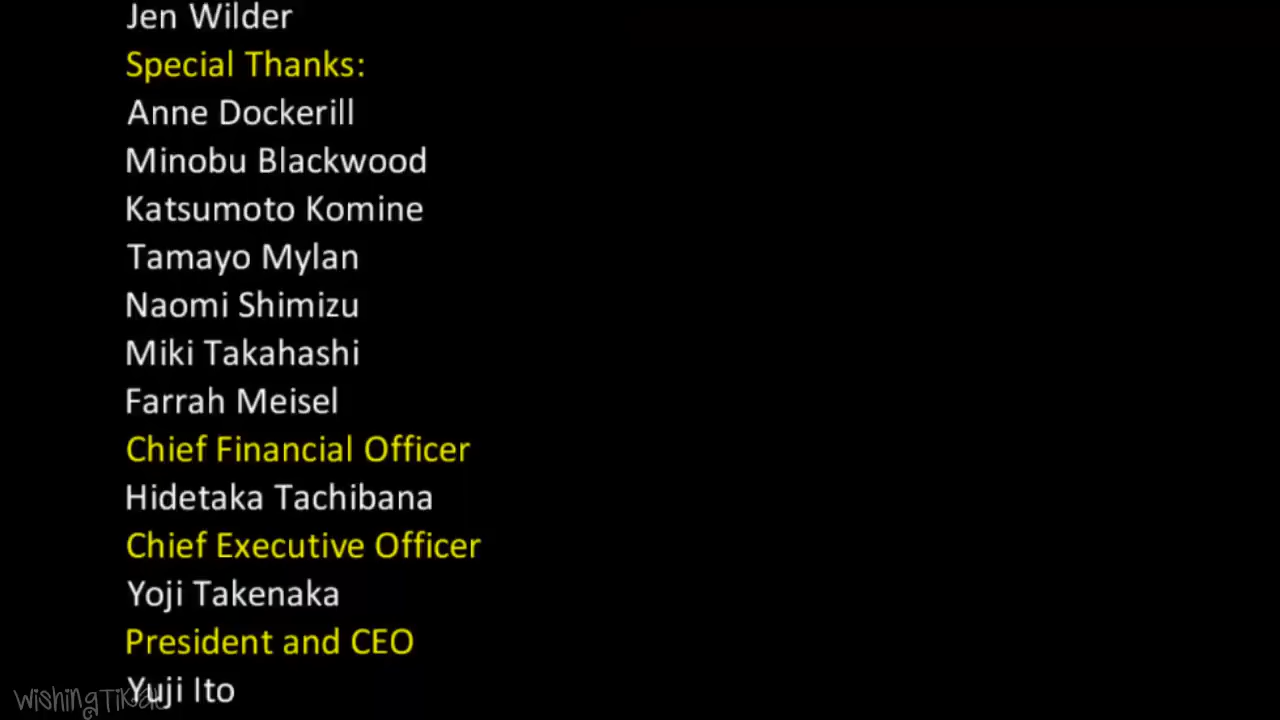 Jen Wilder
Special Thanks:
Anne Dockerill
Minobu Blackwood
Katsumoto Komine
Tamayo Mylan
Naomi Shimizu
Miki Takahashi
Farrah Meisel
Chief Financial Officer
Hidetaka Tachibana
Chief Executive Officer
Yoji Takenaka
President and CEO
Yuji Ito